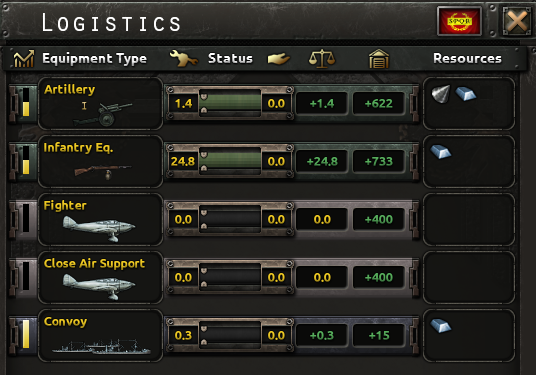 LOGISTICS
SPQR
Equipment Type Status Resources
Artillery
1.4 0.0 +1.4 +622
Infantry Eq.
24.8 0.0 +24.8 +733
Fighter
0.0 0.0 0.0 +400
Close Air Support
0.0 0.0 0.0 +400
Convoy
0.3 0.0 +0.3 +15